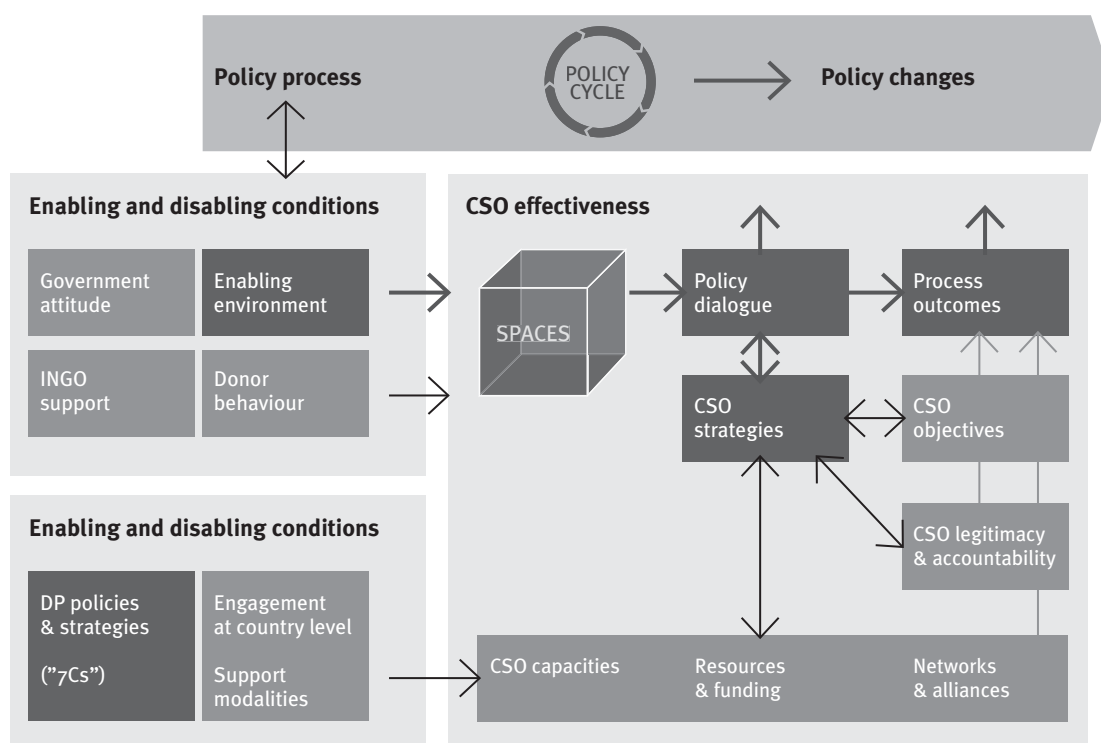 Policy process
POLICY
CYCLE
Policy changes
Enabling and disabling conditions
Government
attitude
Enabling
environment
INGO
support
Donor
behaviour
CSO effectiveness
SPACES
Policy
dialogue
Process
outcomes
CSO
strategies
CSO
objectives
CSO legitimacy
& accountability
Enabling and disabling conditions
DP policies
& strategies
(”7Cs”)
Engagement
at country level
Support
modalities
CSO capacities
Resources
& funding
Networks
& alliances